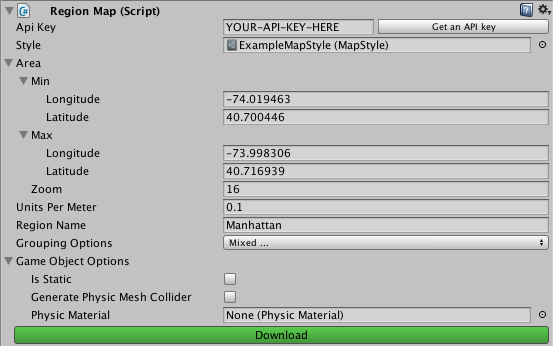 Region Map (Script)
Api Key YOUR-API-KEY-HERE Get an API key
Style ExampleMapStyle (MapStyle)
Area
Min
Longitude -74.019463
Latitude 40.700446
Max
Longitude -73.998306
Latitude 40.716939
Zoom 16
Units Per Meter 0.1
Region Name Manhattan
Grouping Options Mixed ...
Game Object Options
Is Static
Generate Physic Mesh Collider
Physic Material None (Physic Material)
Download